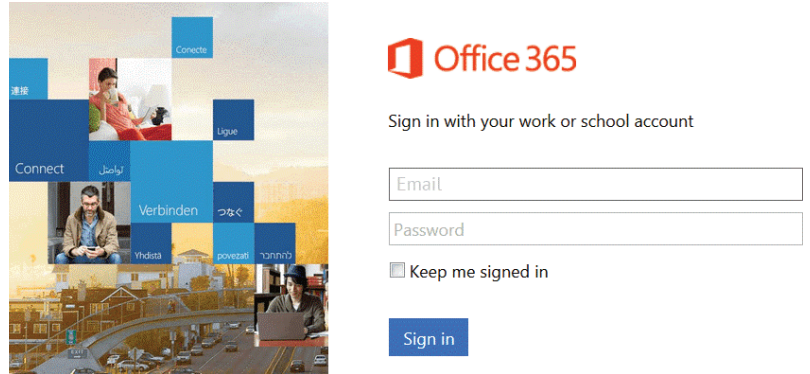 Conecte
連接
Ligue
Connect
تواصل
Verbinden
つなぐ
Yhdistä
povezati
להתחבר
EXIT
Office 365
Sign in with your work or school account
Email
Password
Keep me signed in
Sign in